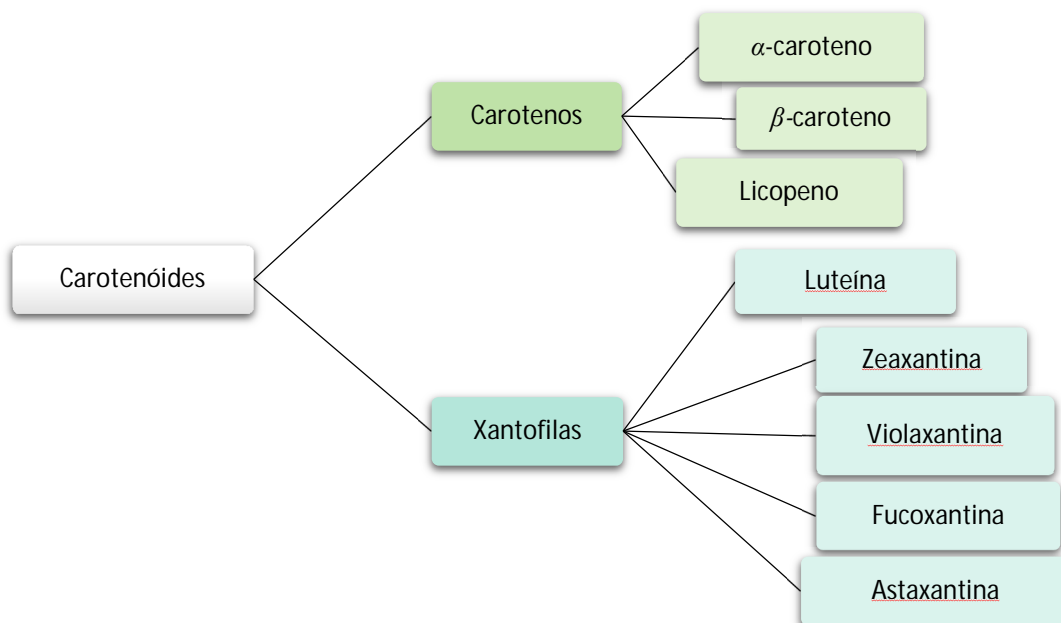 Carotenóides
Carotenos
α-caroteno
β-caroteno
Licopeno
Xantofilas
Luteína
Zeaxantina
Violaxantina
Fucoxantina
Astaxantina